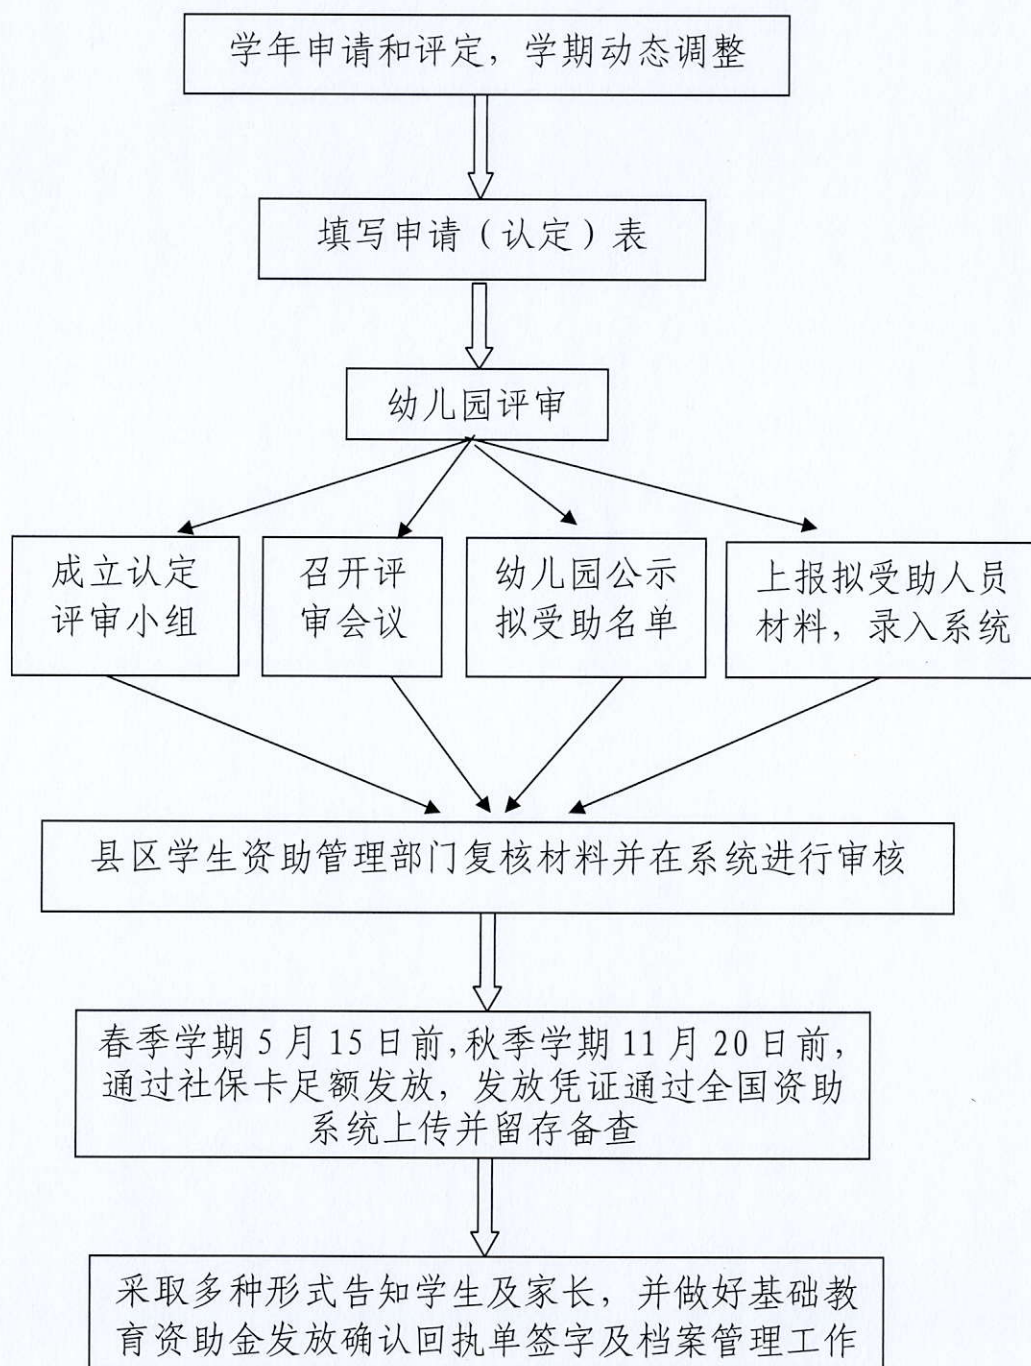 学年申请和评定，学期动态调整
填写申请（认定）表
幼儿园评审
成立认定
评审小组
召开评
审会议
幼儿园公示
拟受助名单
上报拟受助人员
材料，录入系统
县区学生资助管理部门复核材料并在系统进行审核
春季学期5月15日前,秋季学期11月20日前，
通过社保卡足额发放，发放凭证通过全国资助
系统上传并留存备查
采取多种形式告知学生及家长，并做好基础教
育资助金发放确认回执单签字及档案管理工作